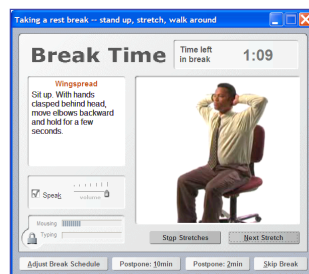 Taking a rest break -- stand up, stretch, walk around
Break Time
Time left
in break
1:09
Wingspread
Sit up. With hands
clasped behind head,
move elbows backward
and hold for a few
seconds.
Speak
volume
Mousing
Typing
Stop Stretches
Next Stretch
Adjust Break Schedule
Postpone: 10min
Postpone: 2min
Skip Break